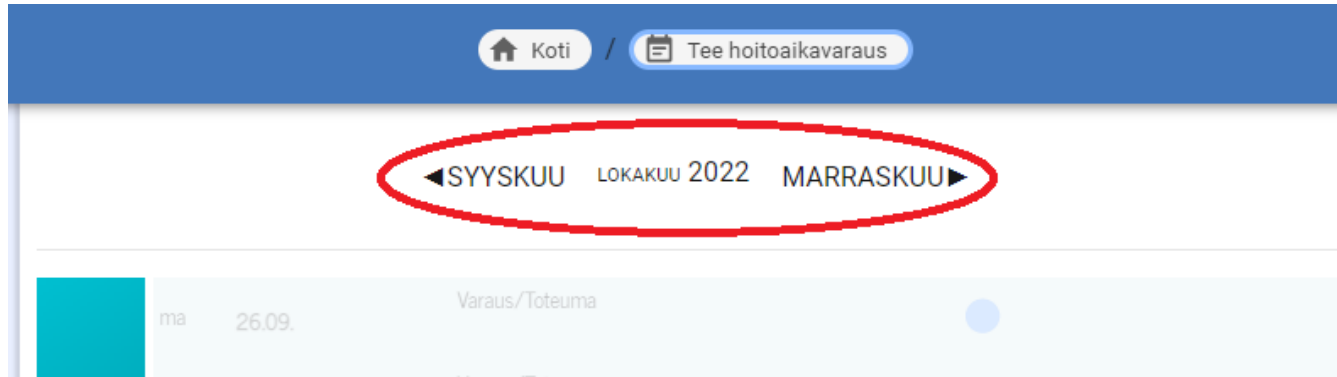 Koti / Tee hoitoaikavaraus
◀SYYSKUU LOKAKUU 2022 MARRASKUU▶
Varaus/Toteuma
ma 26.09.